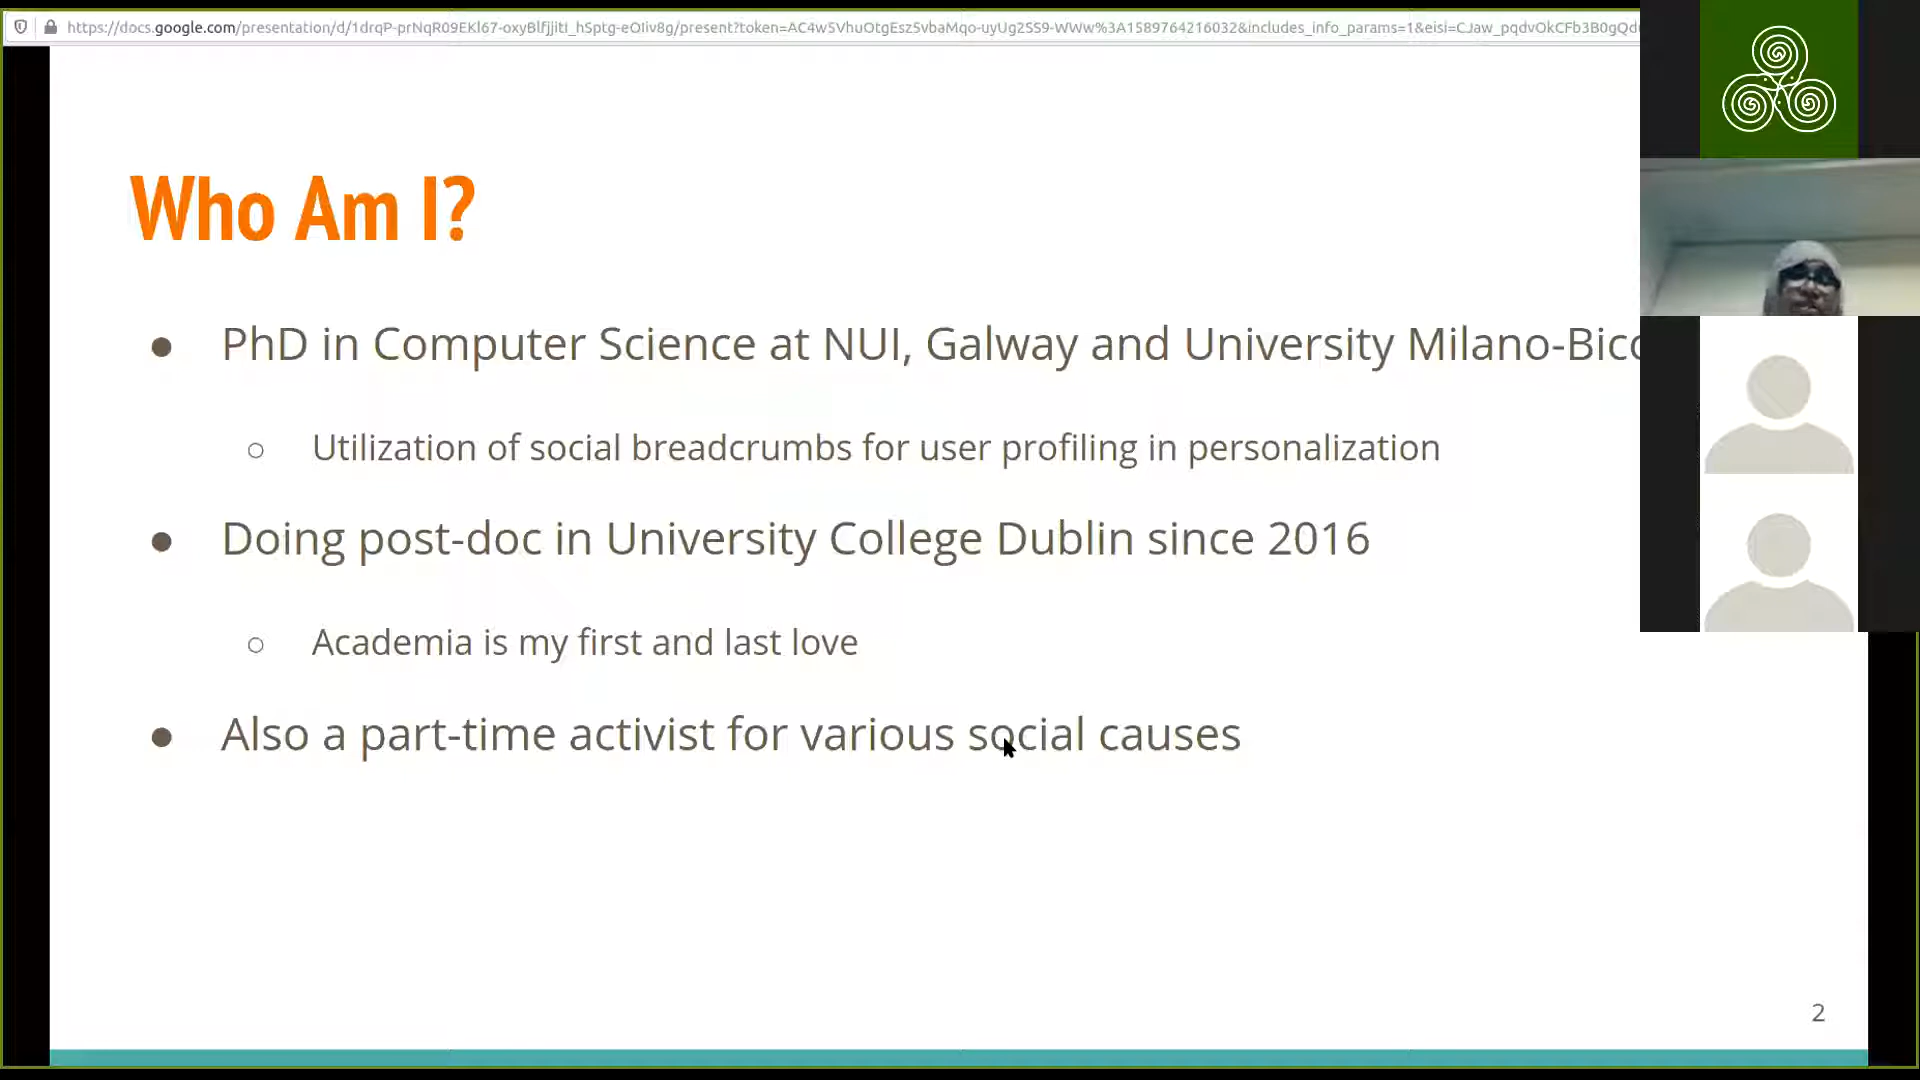 https://docs.google.com/presentation/d/1drqP-prNqR09EKl67-oxyBlfjjitI_hSptg-eOIiv8g/present?token=AC4w5VhuOtgEsz5vbaMqo-uyUg2SS9-WWw%3A1589764216032&includes_info_params=1&eisi=CJaw_pqdvOkCFb3B0gQd
Who Am I?
● PhD in Computer Science at NUI, Galway and University Milano-Bico
○ Utilization of social breadcrumbs for user profiling in personalization
● Doing post-doc in University College Dublin since 2016
○ Academia is my first and last love
● Also a part-time activist for various social causes
2